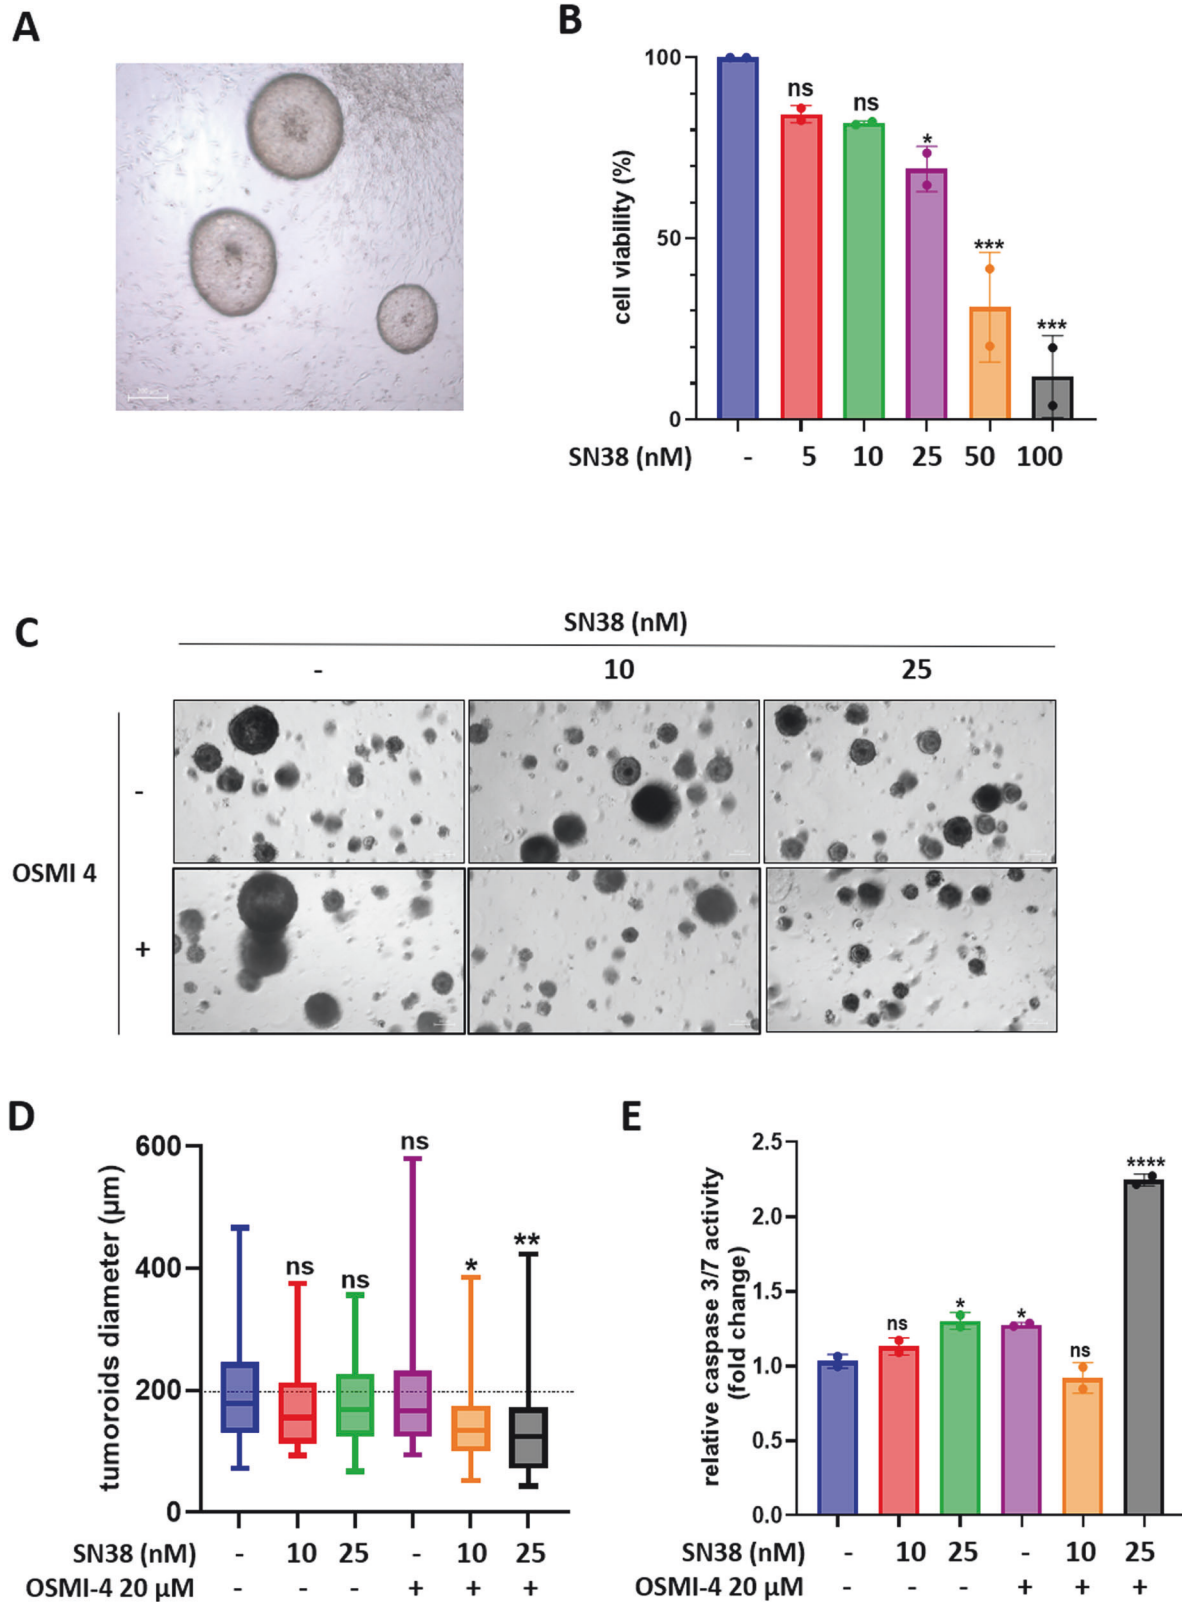 A
B
100
50
0
cell viability (%)
ns
ns
*
***
***
SN38 (nM)
- 5 10 25 50 100
C
SN38 (nM)
- 10 25
OSMI 4
-
+
D
600
400
200
0
tumoroids diameter (µm)
ns
ns
ns
*
**
SN38 (nM) - 10 25 - 10 25
OSMI-4 20 µM - - - + + +
E
2.5
2.0
1.5
1.0
0.5
0.0
relative caspase 3/7 activity
(fold change)
ns
*
*
ns
****
SN38 (nM) - 10 25 - 10 25
OSMI-4 20 µM - - - + + +